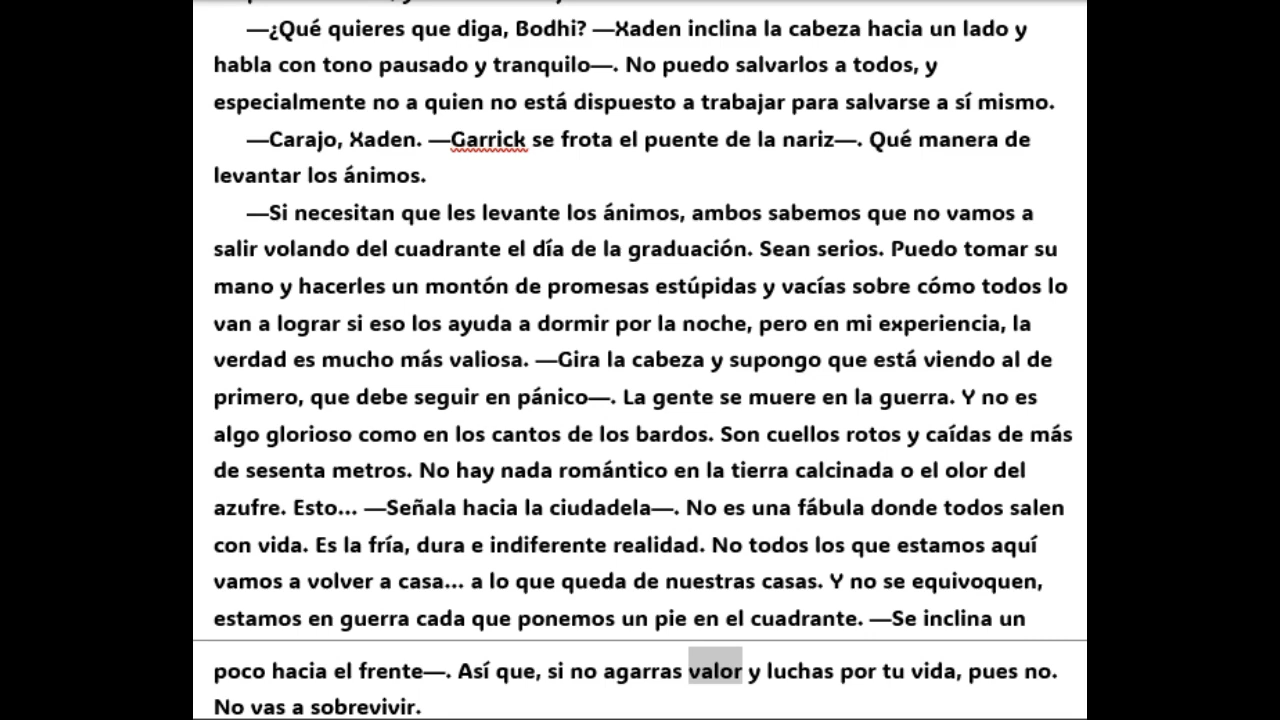 —¿Qué quieres que diga, Bodhi? —Xaden inclina la cabeza hacia un lado y
habla con tono pausado y tranquilo—. No puedo salvarlos a todos, y
especialmente no a quien no está dispuesto a trabajar para salvarse a sí mismo.
—Carajo, Xaden. —Garrick se frota el puente de la nariz—. Qué manera de
levantar los ánimos.
—Si necesitan que les levante los ánimos, ambos sabemos que no vamos a
salir volando del cuadrante el día de la graduación. Sean serios. Puedo tomar su
mano y hacerles un montón de promesas estúpidas y vacías sobre cómo todos lo
van a lograr si eso los ayuda a dormir por la noche, pero en mi experiencia, la
verdad es mucho más valiosa. —Gira la cabeza y supongo que está viendo al de
primero, que debe seguir en pánico—. La gente se muere en la guerra. Y no es
algo glorioso como en los cantos de los bardos. Son cuellos rotos y caídas de más
de sesenta metros. No hay nada romántico en la tierra calcinada o el olor del
azufre. Esto... —Señala hacia la ciudadela—. No es una fábula donde todos salen
con vida. Es la fría, dura e indiferente realidad. No todos los que estamos aquí
vamos a volver a casa... a lo que queda de nuestras casas. Y no se equivoquen,
estamos en guerra cada que ponemos un pie en el cuadrante. —Se inclina un
poco hacia el frente—. Así que, si no agarras valor y luchas por tu vida, pues no.
No vas a sobrevivir.